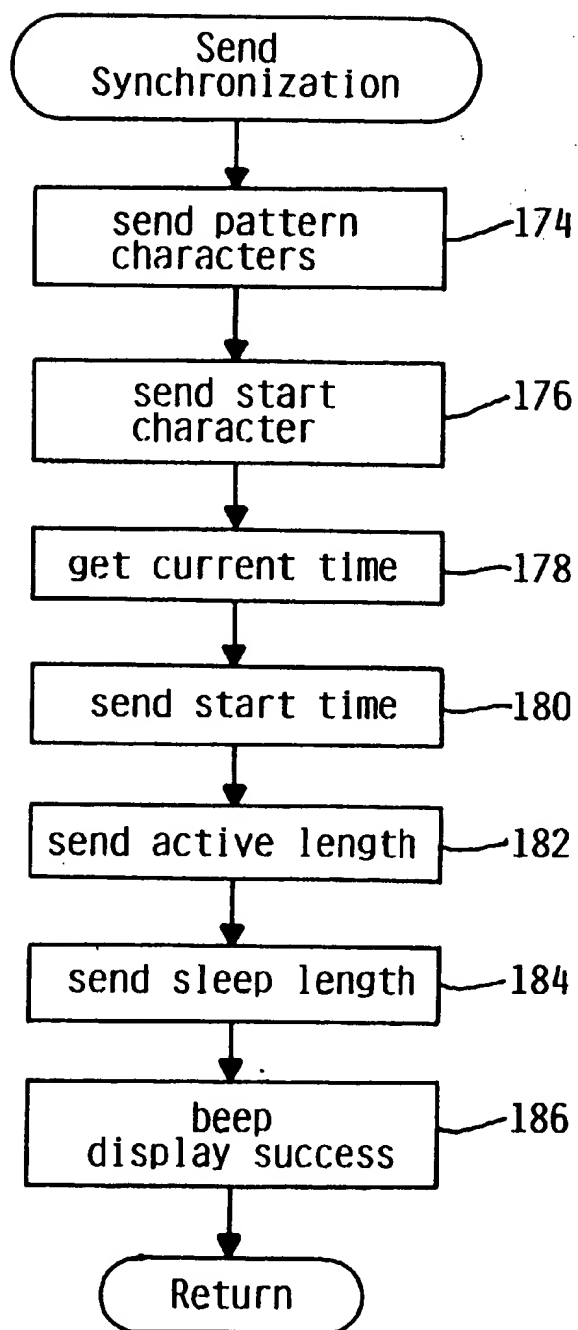 Send
Synchronization
send pattern
characters
174
send start
character
176
get current time
178
send start time
180
send active length
182
send sleep length
184
beep
display success
186
Return